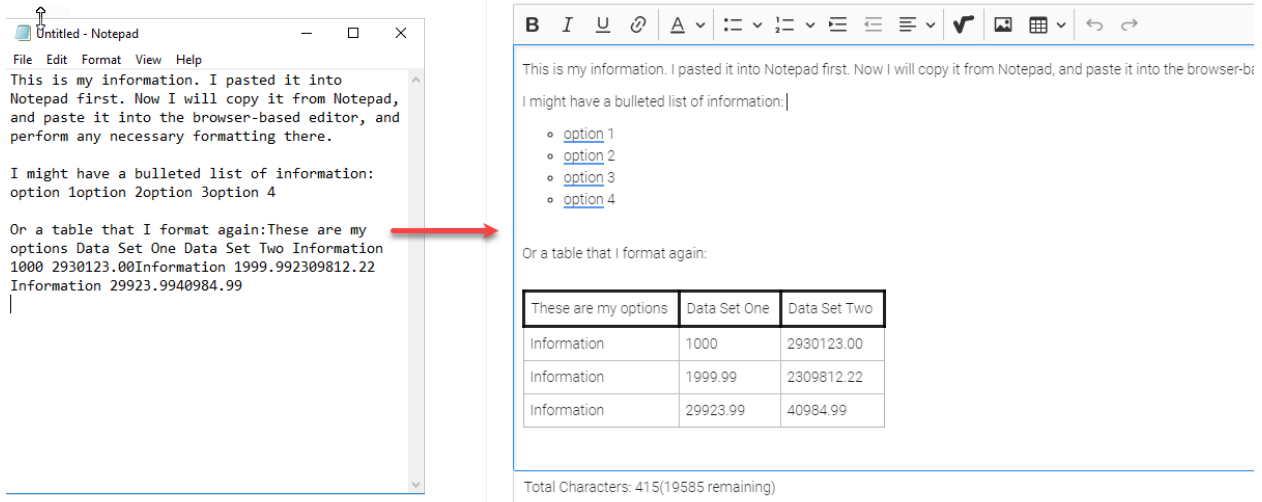 Untitled - Notepad
File Edit Format View Help
This is my information. I pasted it into
Notepad first. Now I will copy it from Notepad,
and paste it into the browser-based editor, and
perform any necessary formatting there.
I might have a bulleted list of information:
option 1option 2option 3option 4
Or a table that I format again:These are my
options Data Set One Data Set Two Information
1000 2930123.00Information 1999.992309812.22
Information 29923.9940984.99
B I U A
This is my information. I pasted it into Notepad first. Now I will copy it from Notepad, and paste it into the browser-ba
I might have a bulleted list of information:
option 1
option 2
option 3
option 4
Or a table that I format again:
These are my options Data Set One Data Set Two
Information 1000 2930123.00
Information 1999.99 2309812.22
Information 29923.99 40984.99
Total Characters: 415(19585 remaining)